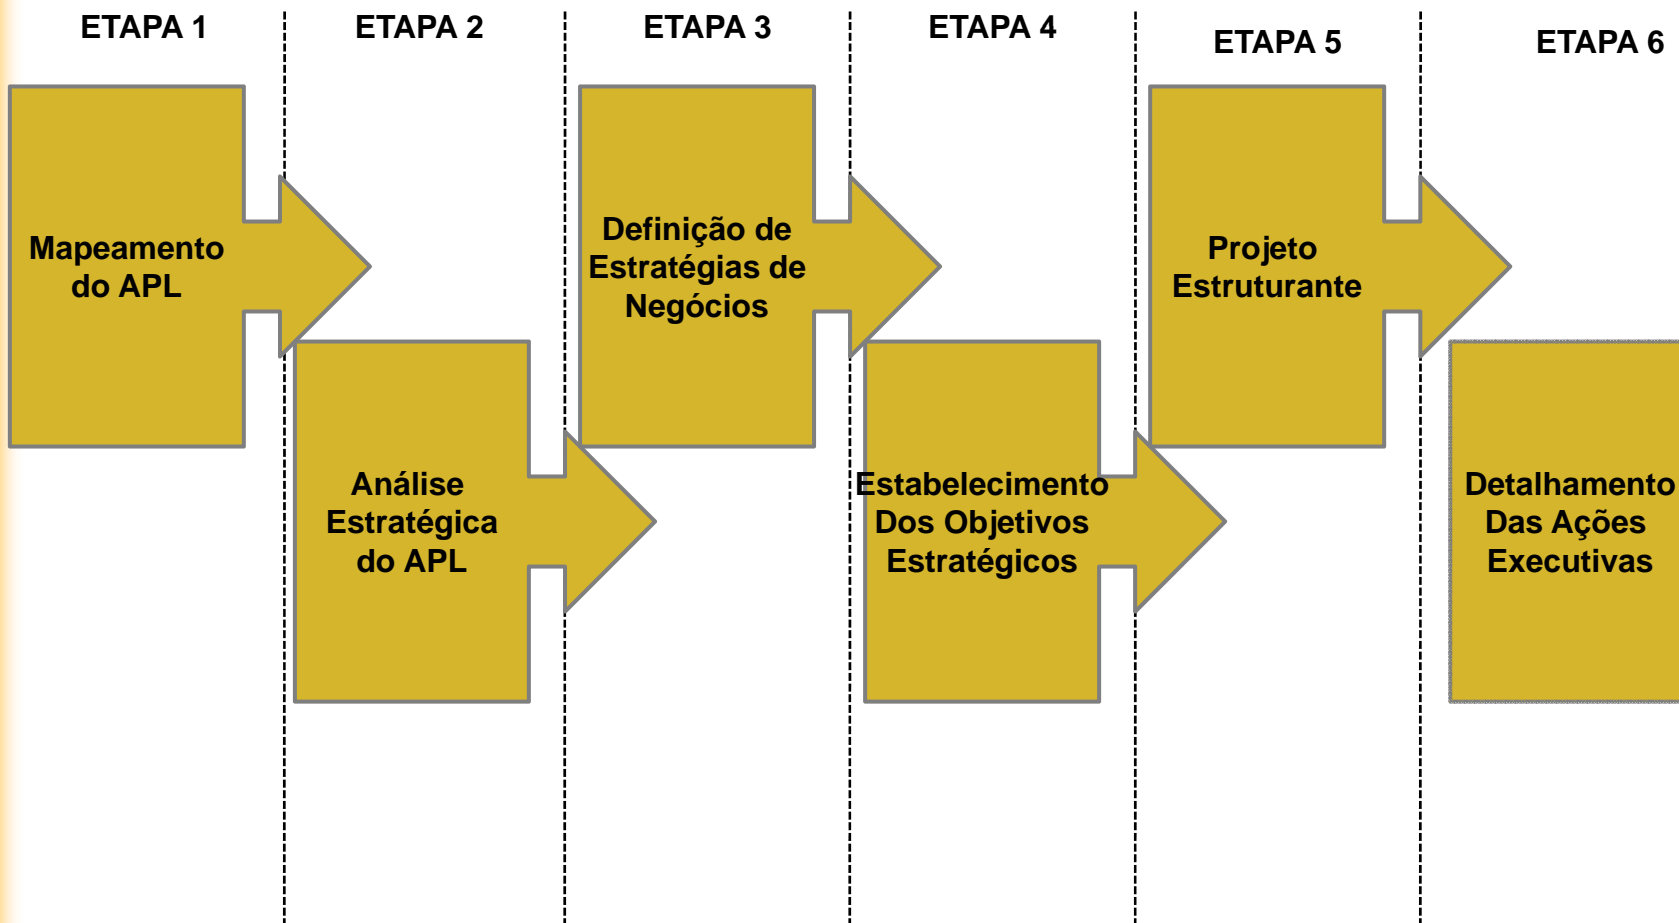 ETAPA 1
ETAPA 2
ETAPA 3
ETAPA 4
ETAPA 5
ETAPA 6
Mapeamento
do APL
Análise
Estratégica
do APL
Definição de
Estratégias de
Negócios
Estabelecimento
Dos Objetivos
Estratégicos
Projeto
Estruturante
Detalhamento
Das Ações
Executivas